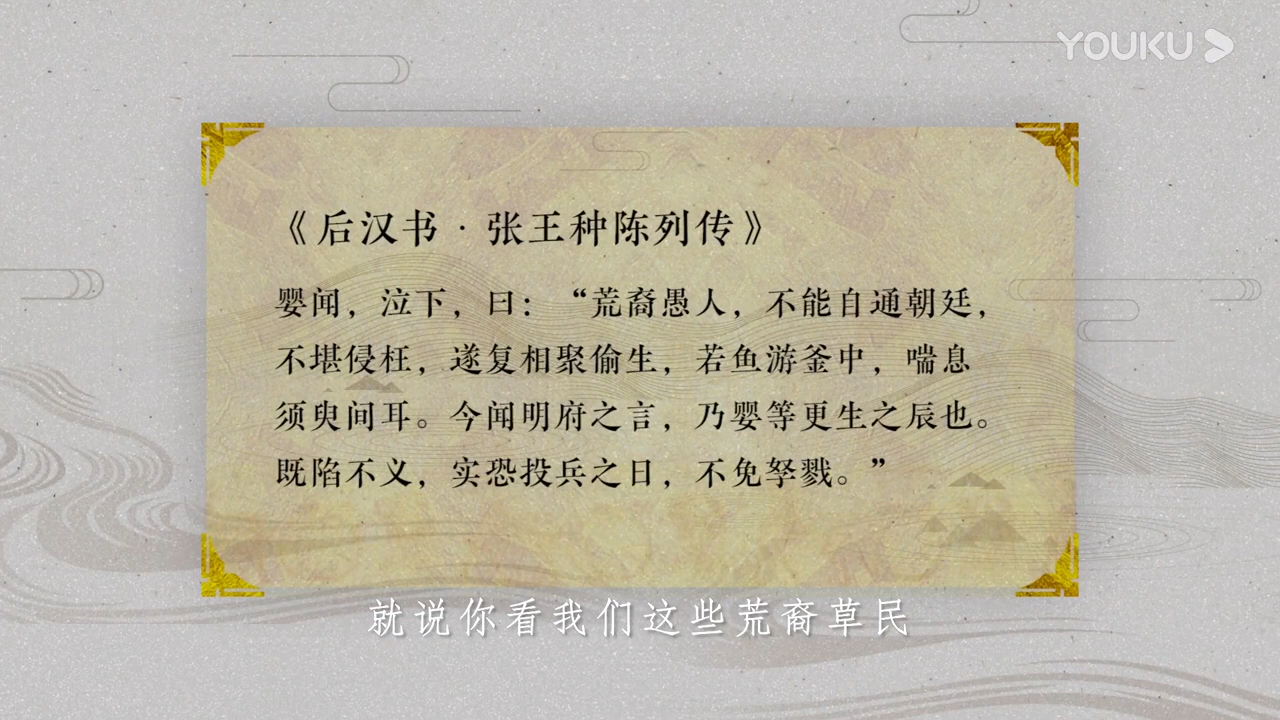 YOUKU
《后汉书·张王种陈列传》
婴闻，泣下，曰：“荒裔愚人，不能自通朝廷，
不堪侵枉，遂复相聚偷生，若鱼游釜中，喘息
须臾间耳。今闻明府之言，乃婴等更生之辰也。
既陷不义，实恐投兵之日，不免孥戮。”
就说你看我们这些荒裔草民